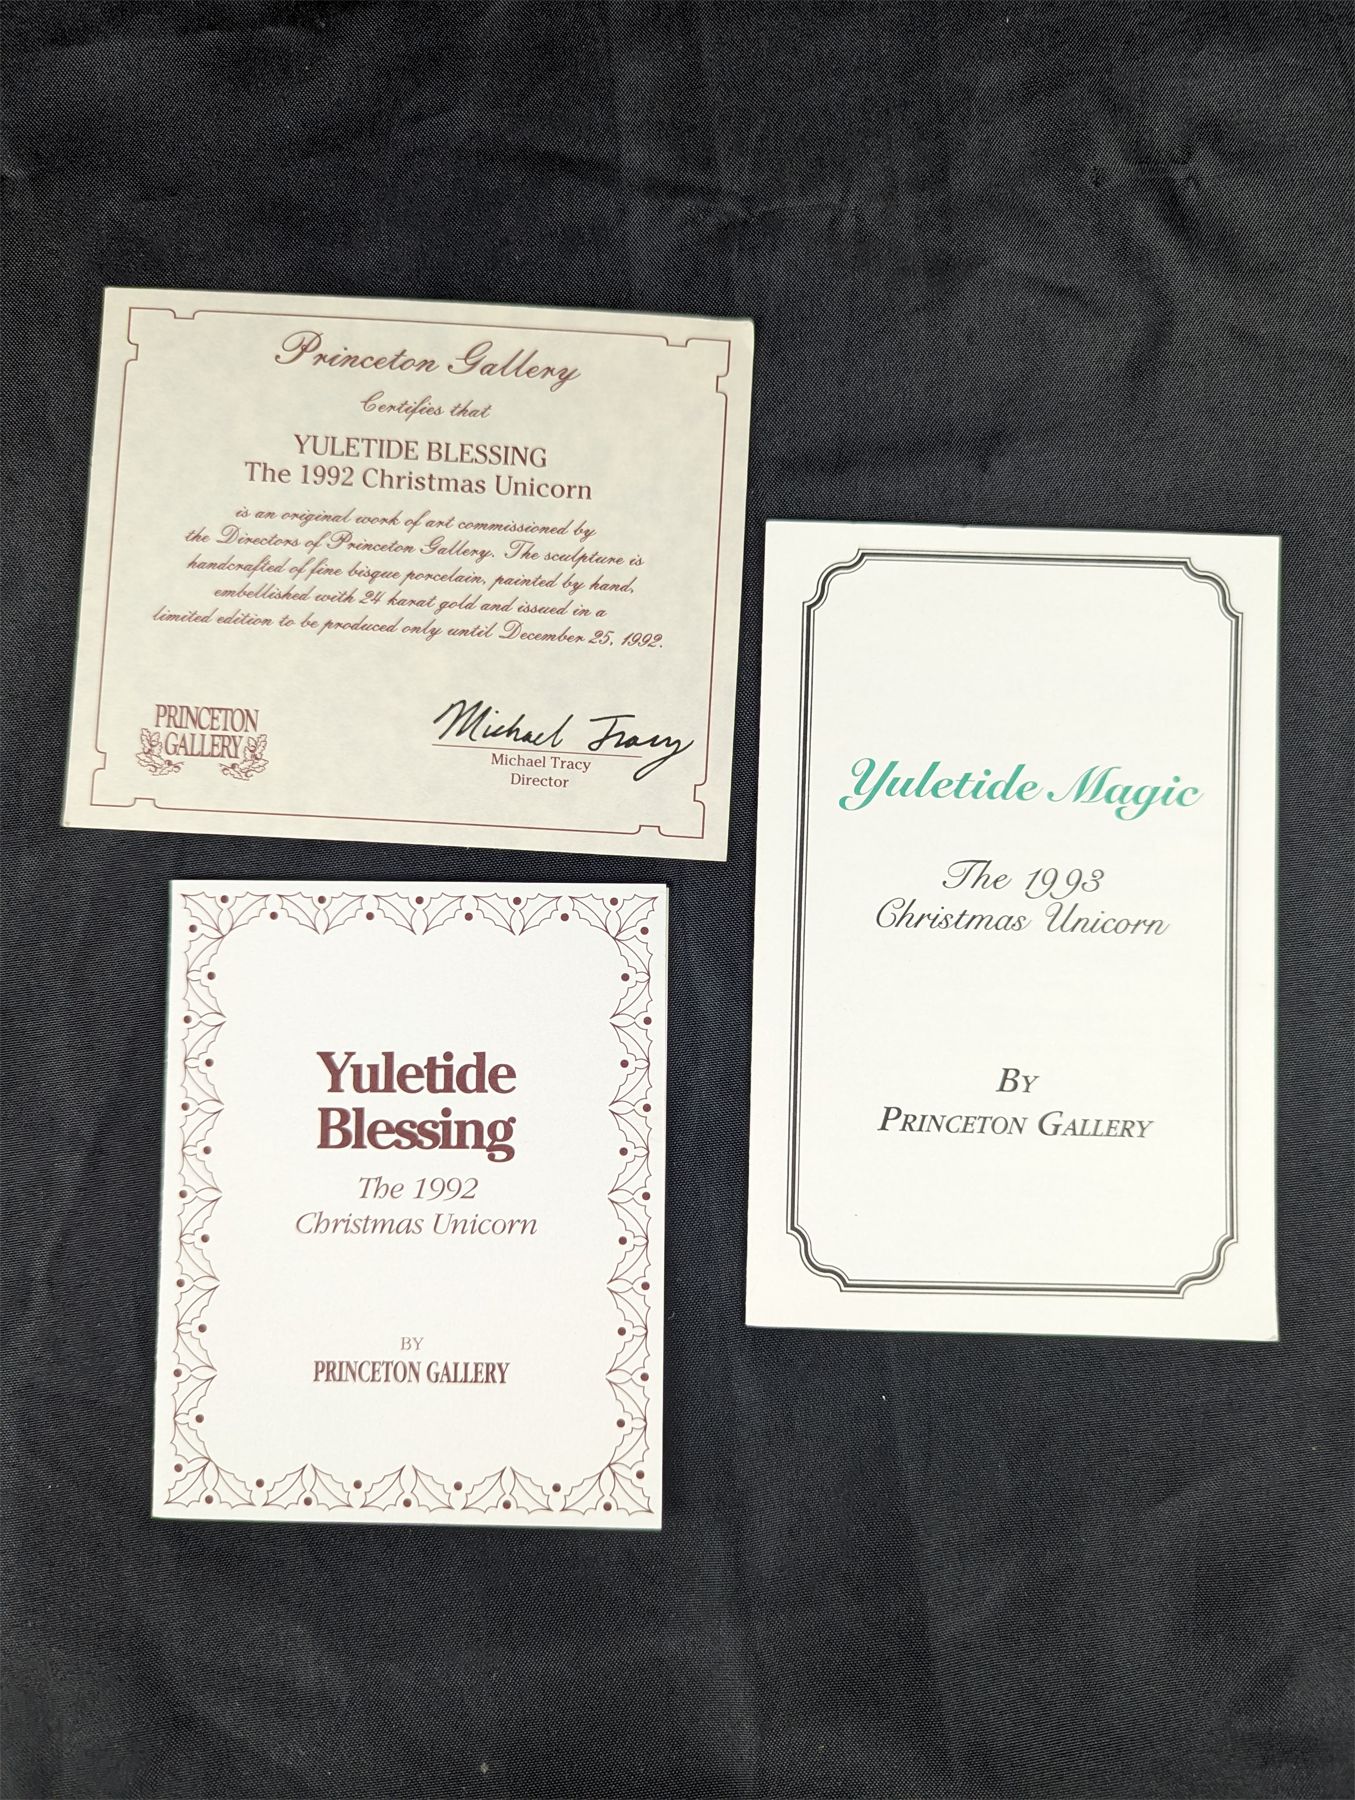 Princeton Gallery
Certifies that
YULETIDE BLESSING
The 1992 Christmas Unicorn
is an original work of art commissioned by
the Directors of Princeton Gallery. The sculpture is
handcrafted of fine bisque porcelain, painted by hand,
embellished with 24 karat gold and issued in a
limited edition to be produced only until December 25, 1992.
PRINCETON
GALLERY
Michael Tracy
Michael Tracy
Director
Yuletide
Blessing
The 1992
Christmas Unicorn
BY
PRINCETON GALLERY
Yuletide Magic
The 1993
Christmas Unicorn
BY
PRINCETON GALLERY